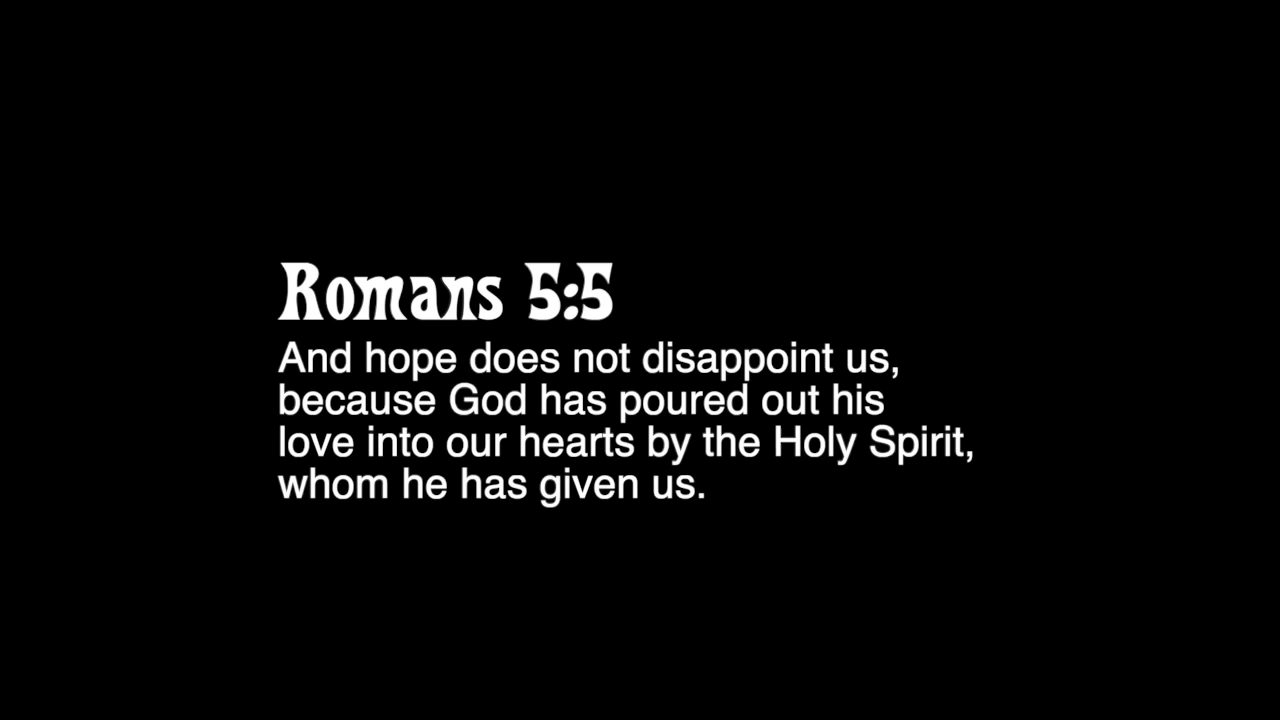 Romans 5:5
And hope does not disappoint us,
because God has poured out his
love into our hearts by the Holy Spirit,
whom he has given us.